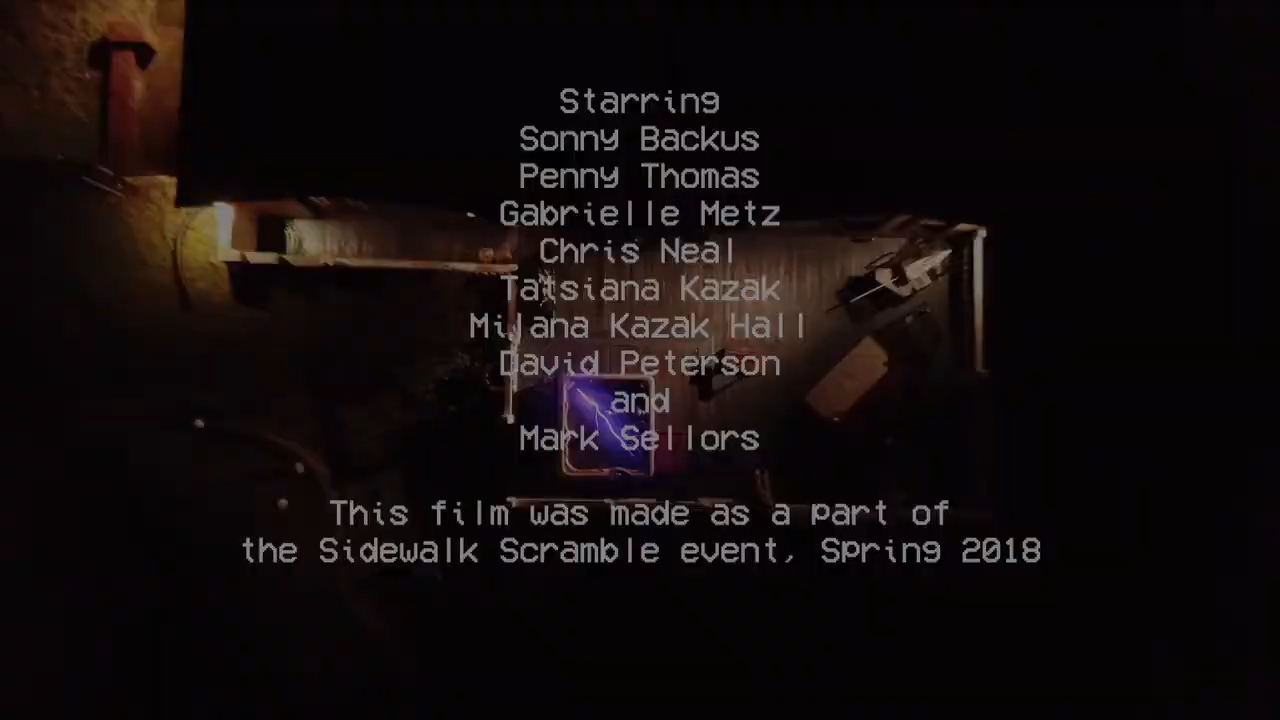 Starring
Sonny Backus
Penny Thomas
Gabrielle Metz
Chris Neal
Tatsiana Kazak
Milana Kazak Hall
David Peterson
and
Mark Sellors
This film was made as a part of
the Sidewalk Scramble event, Spring 2018